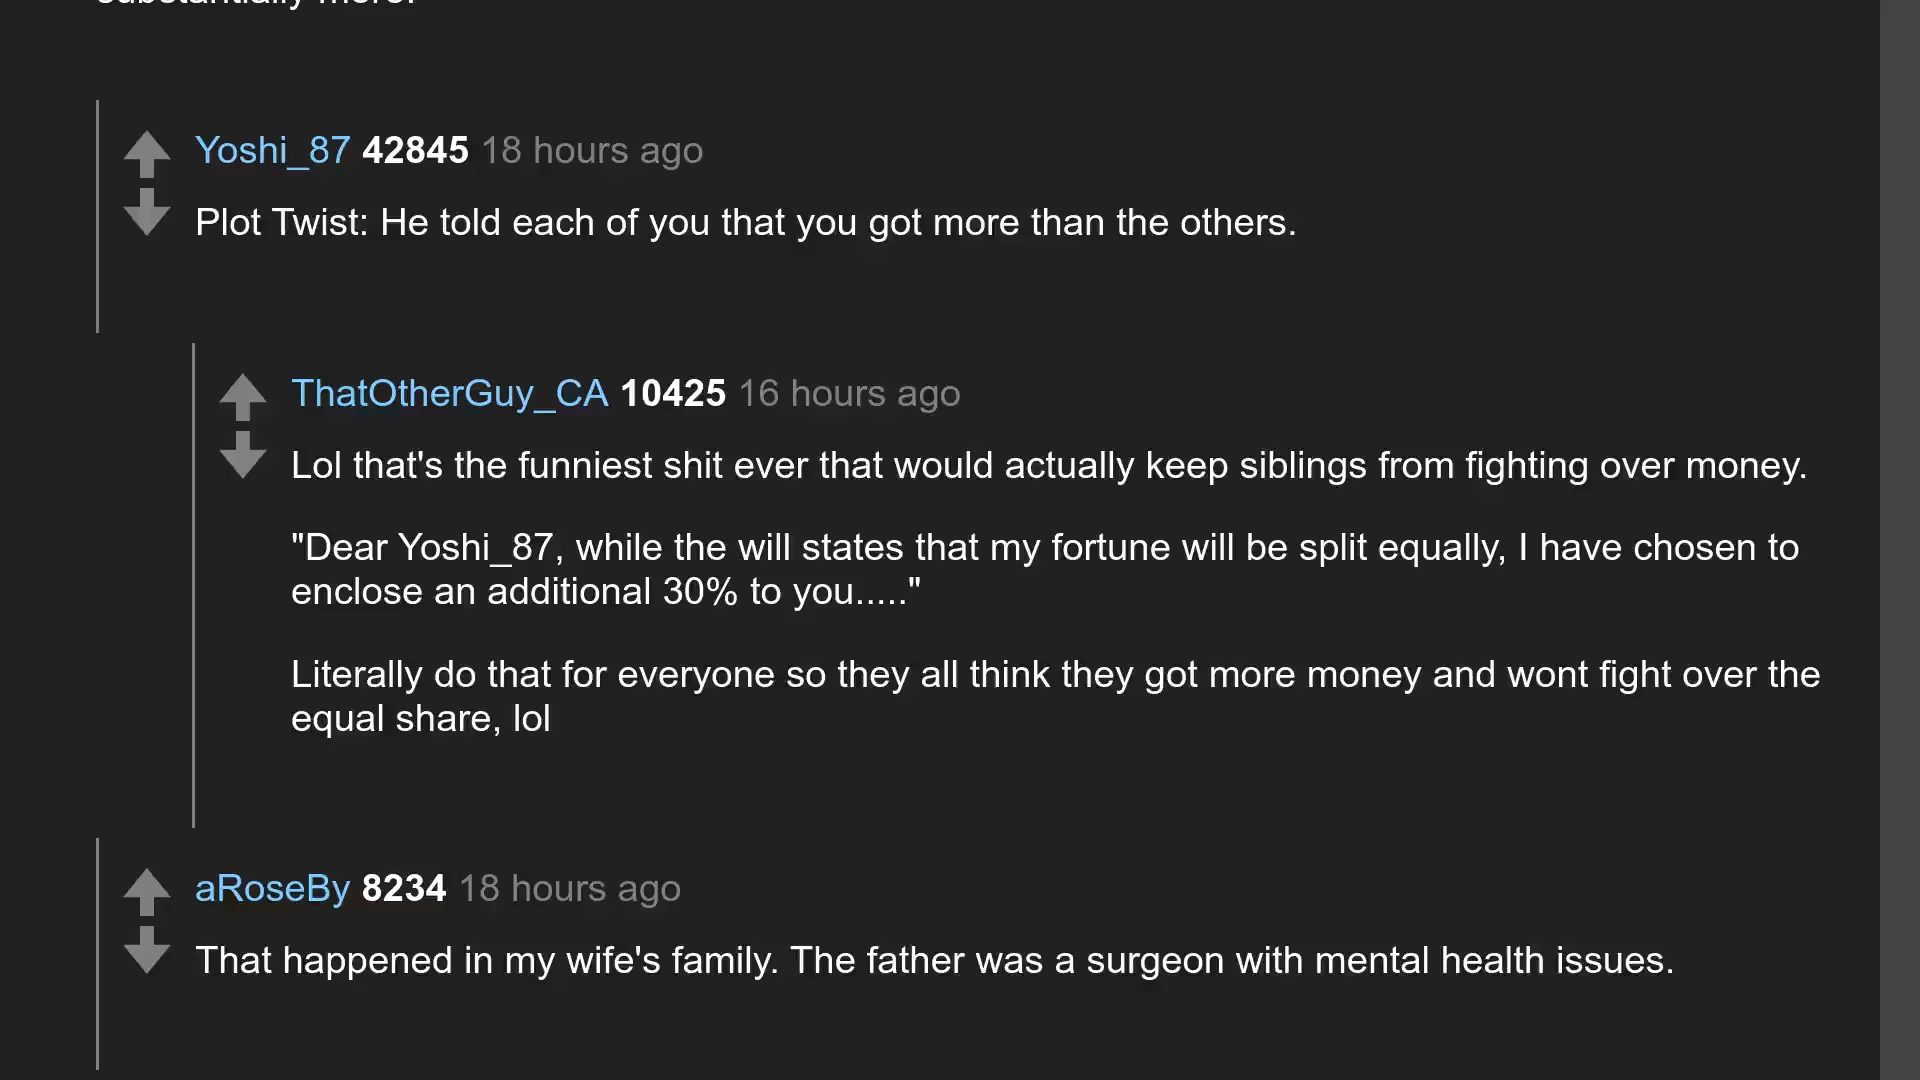 substantially more.
Yoshi_87 42845 18 hours ago
Plot Twist: He told each of you that you got more than the others.
ThatOtherGuy_CA 10425 16 hours ago
Lol that's the funniest shit ever that would actually keep siblings from fighting over money.
"Dear Yoshi_87, while the will states that my fortune will be split equally, I have chosen to
enclose an additional 30% to you....."
Literally do that for everyone so they all think they got more money and wont fight over the
equal share, lol
aRoseBy 8234 18 hours ago
That happened in my wife's family. The father was a surgeon with mental health issues.